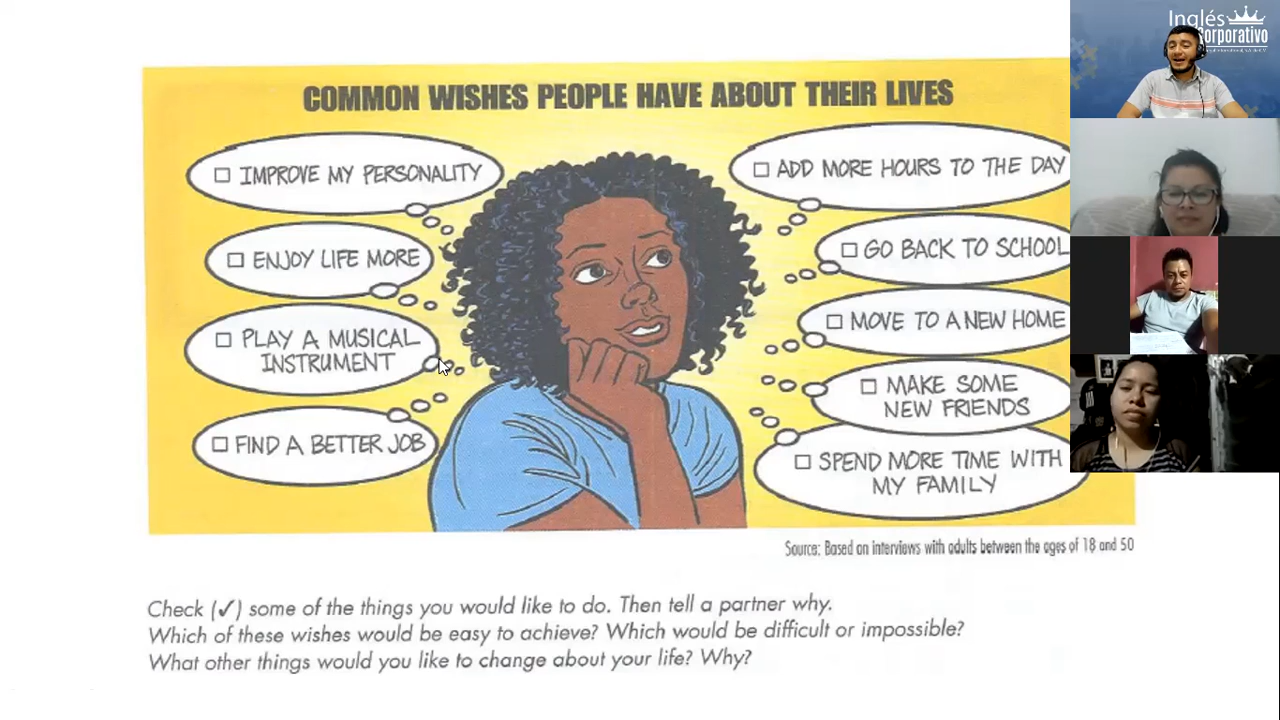 Inglés
Corporativo
COMMON WISHES PEOPLE HAVE ABOUT THEIR LIVES
IMPROVE MY PERSONALITY
ENJOY LIFE MORE
PLAY A MUSICAL
INSTRUMENT
FIND A BETTER JOB
ADD MORE HOURS TO THE DAY
GO BACK TO SCHOOL
MOVE TO A NEW HOME
MAKE SOME
NEW FRIENDS
SPEND MORE TIME WITH
MY FAMILY
Source: Based on interviews with adults between the ages of 18 and 50
Check (✓) some of the things you would like to do. Then tell a partner why.
Which of these wishes would be easy to achieve? Which would be difficult or impossible?
What other things would you like to change about your life? Why?